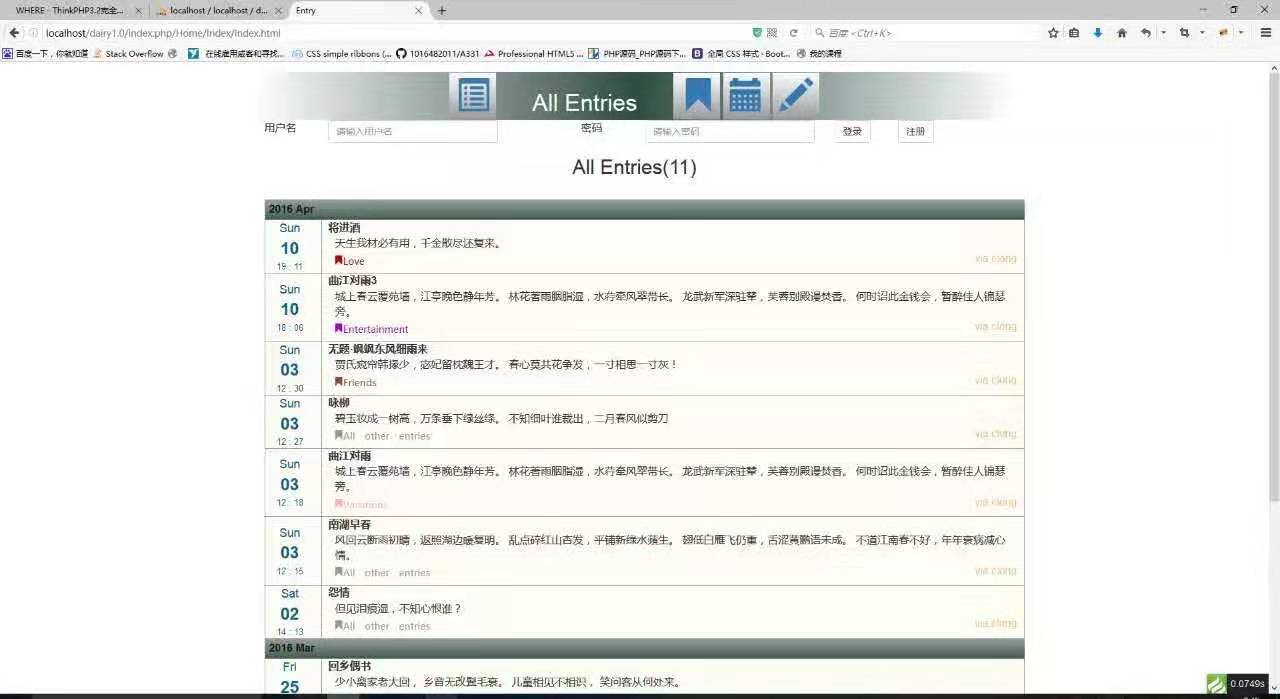 WHERE - ThinkPHP3.2完全...
localhost / localhost / d...
Entry
localhost/dairy1.0/index.php/Home/Index/index.html
百度 <Ctrl+K>
百度一下，你就知道
Stack Overflow
在线雇用威客和寻找...
CSS simple ribbons (...
1016482011/A331
Professional HTML5 ...
PHP源码_PHP源码下...
全局 CSS 样式 · Boot...
我的课程
All Entries
用户名 请输入用户名 密码 请输入密码 登录 注册
All Entries(11)
2016 Apr
Sun
10
19 : 11
将进酒
天生我材必有用，千金散尽还复来。
Love
via clong
Sun
10
18 : 06
曲江对雨3
城上春云覆苑墙，江亭晚色静年芳。 林花著雨胭脂湿，水荇牵风翠带长。 龙武新军深驻辇，芙蓉别殿谩焚香。 何时诏此金钱会，暂醉佳人锦瑟
旁。
Entertainment
via clong
Sun
03
12 : 30
无题·飒飒东风细雨来
贾氏窥帘韩掾少，宓妃留枕魏王才。 春心莫共花争发，一寸相思一寸灰！
Friends
via clong
Sun
03
12 : 27
咏柳
碧玉妆成一树高，万条垂下绿丝绦。 不知细叶谁裁出，二月春风似剪刀
All other entries
via clong
Sun
03
12 : 18
曲江对雨
城上春云覆苑墙，江亭晚色静年芳。 林花著雨胭脂湿，水荇牵风翠带长。 龙武新军深驻辇，芙蓉别殿谩焚香。 何时诏此金钱会，暂醉佳人锦瑟
旁。
via clong
Sun
03
12 : 15
南湖早春
风回云断雨初晴，返照湖边暖复明。 乱点碎红山杏发，平铺新绿水蘋生。 翅低白雁飞仍重，舌涩黄鹂语未成。 不道江南春不好，年年衰病减心
情。
All other entries
via clong
Sat
02
14 : 13
怨情
但见泪痕湿，不知心恨谁？
All other entries
via clong
2016 Mar
Fri
25
回乡偶书
少小离家老大回， 乡音无改鬓毛衰。 儿童相见不相识， 笑问客从何处来。
0.0749s